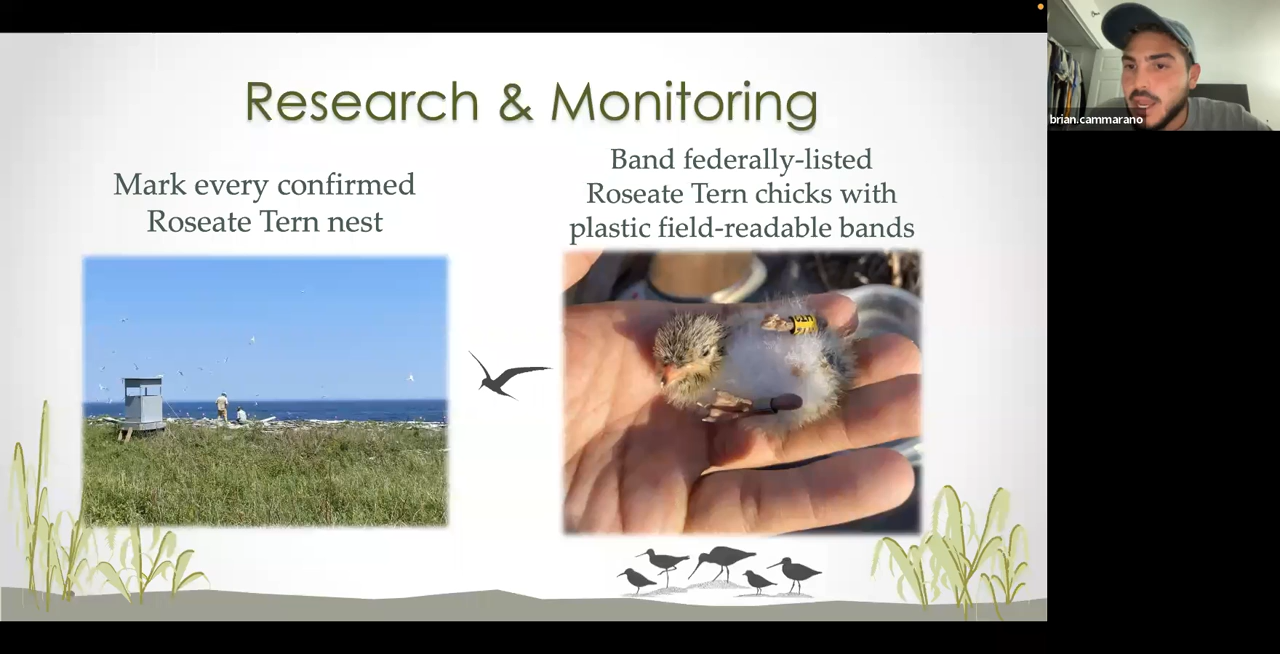 Research & Monitoring
Mark every confirmed
Roseate Tern nest
Band federally-listed
Roseate Tern chicks with
plastic field-readable bands
brian.cammarano